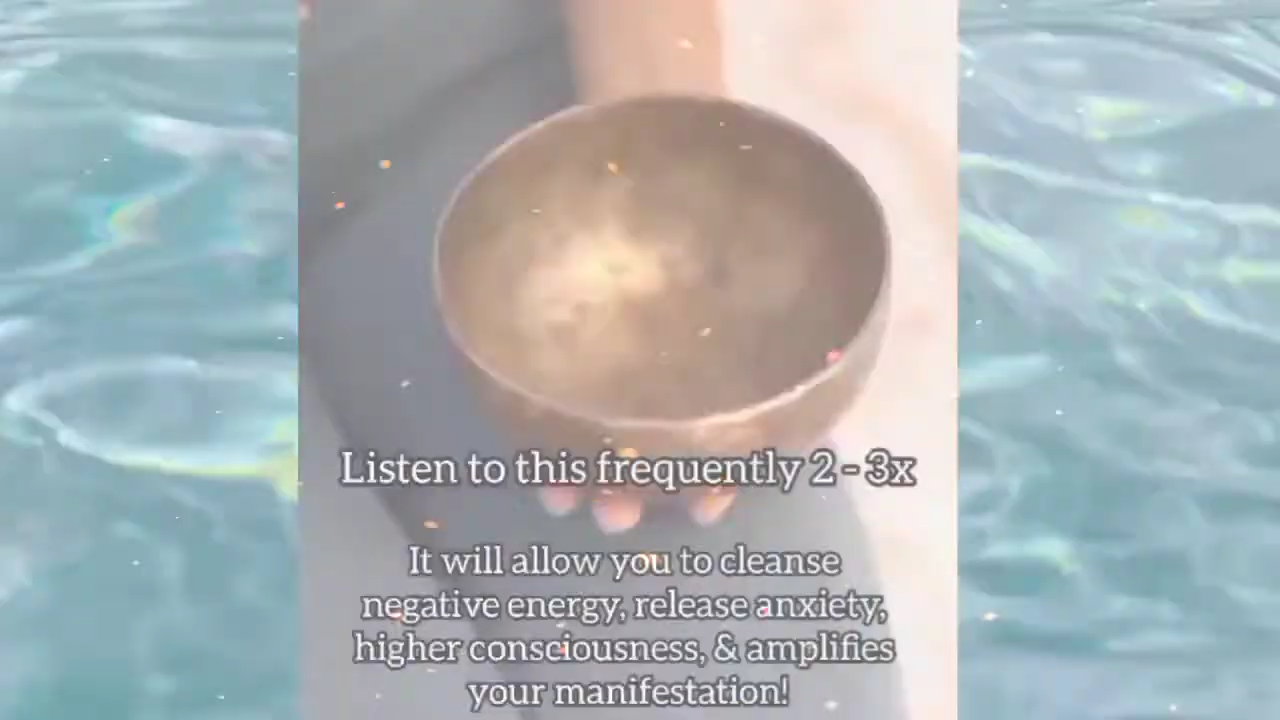 Listen to this frequently 2 - 3x
It will allow you to cleanse
negative energy, release anxiety,
higher consciousness, & amplifies
your manifestation!